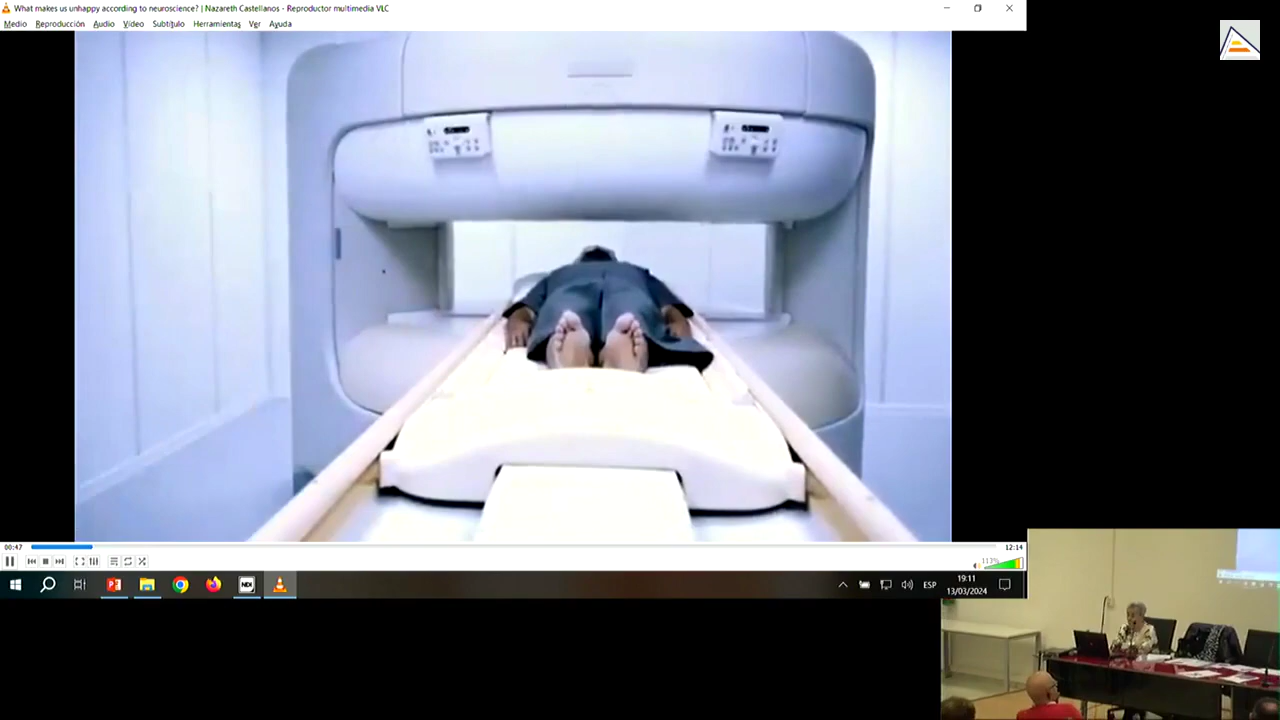 What makes us unhappy according to neuroscience? | Nazareth Castellanos - Reproductor multimedia VLC
Medio Reproducción Audio Vídeo Subtítulo Herramientas Ver Ayuda
00:47
12:14
113%
ESP
19:11
13/03/2024